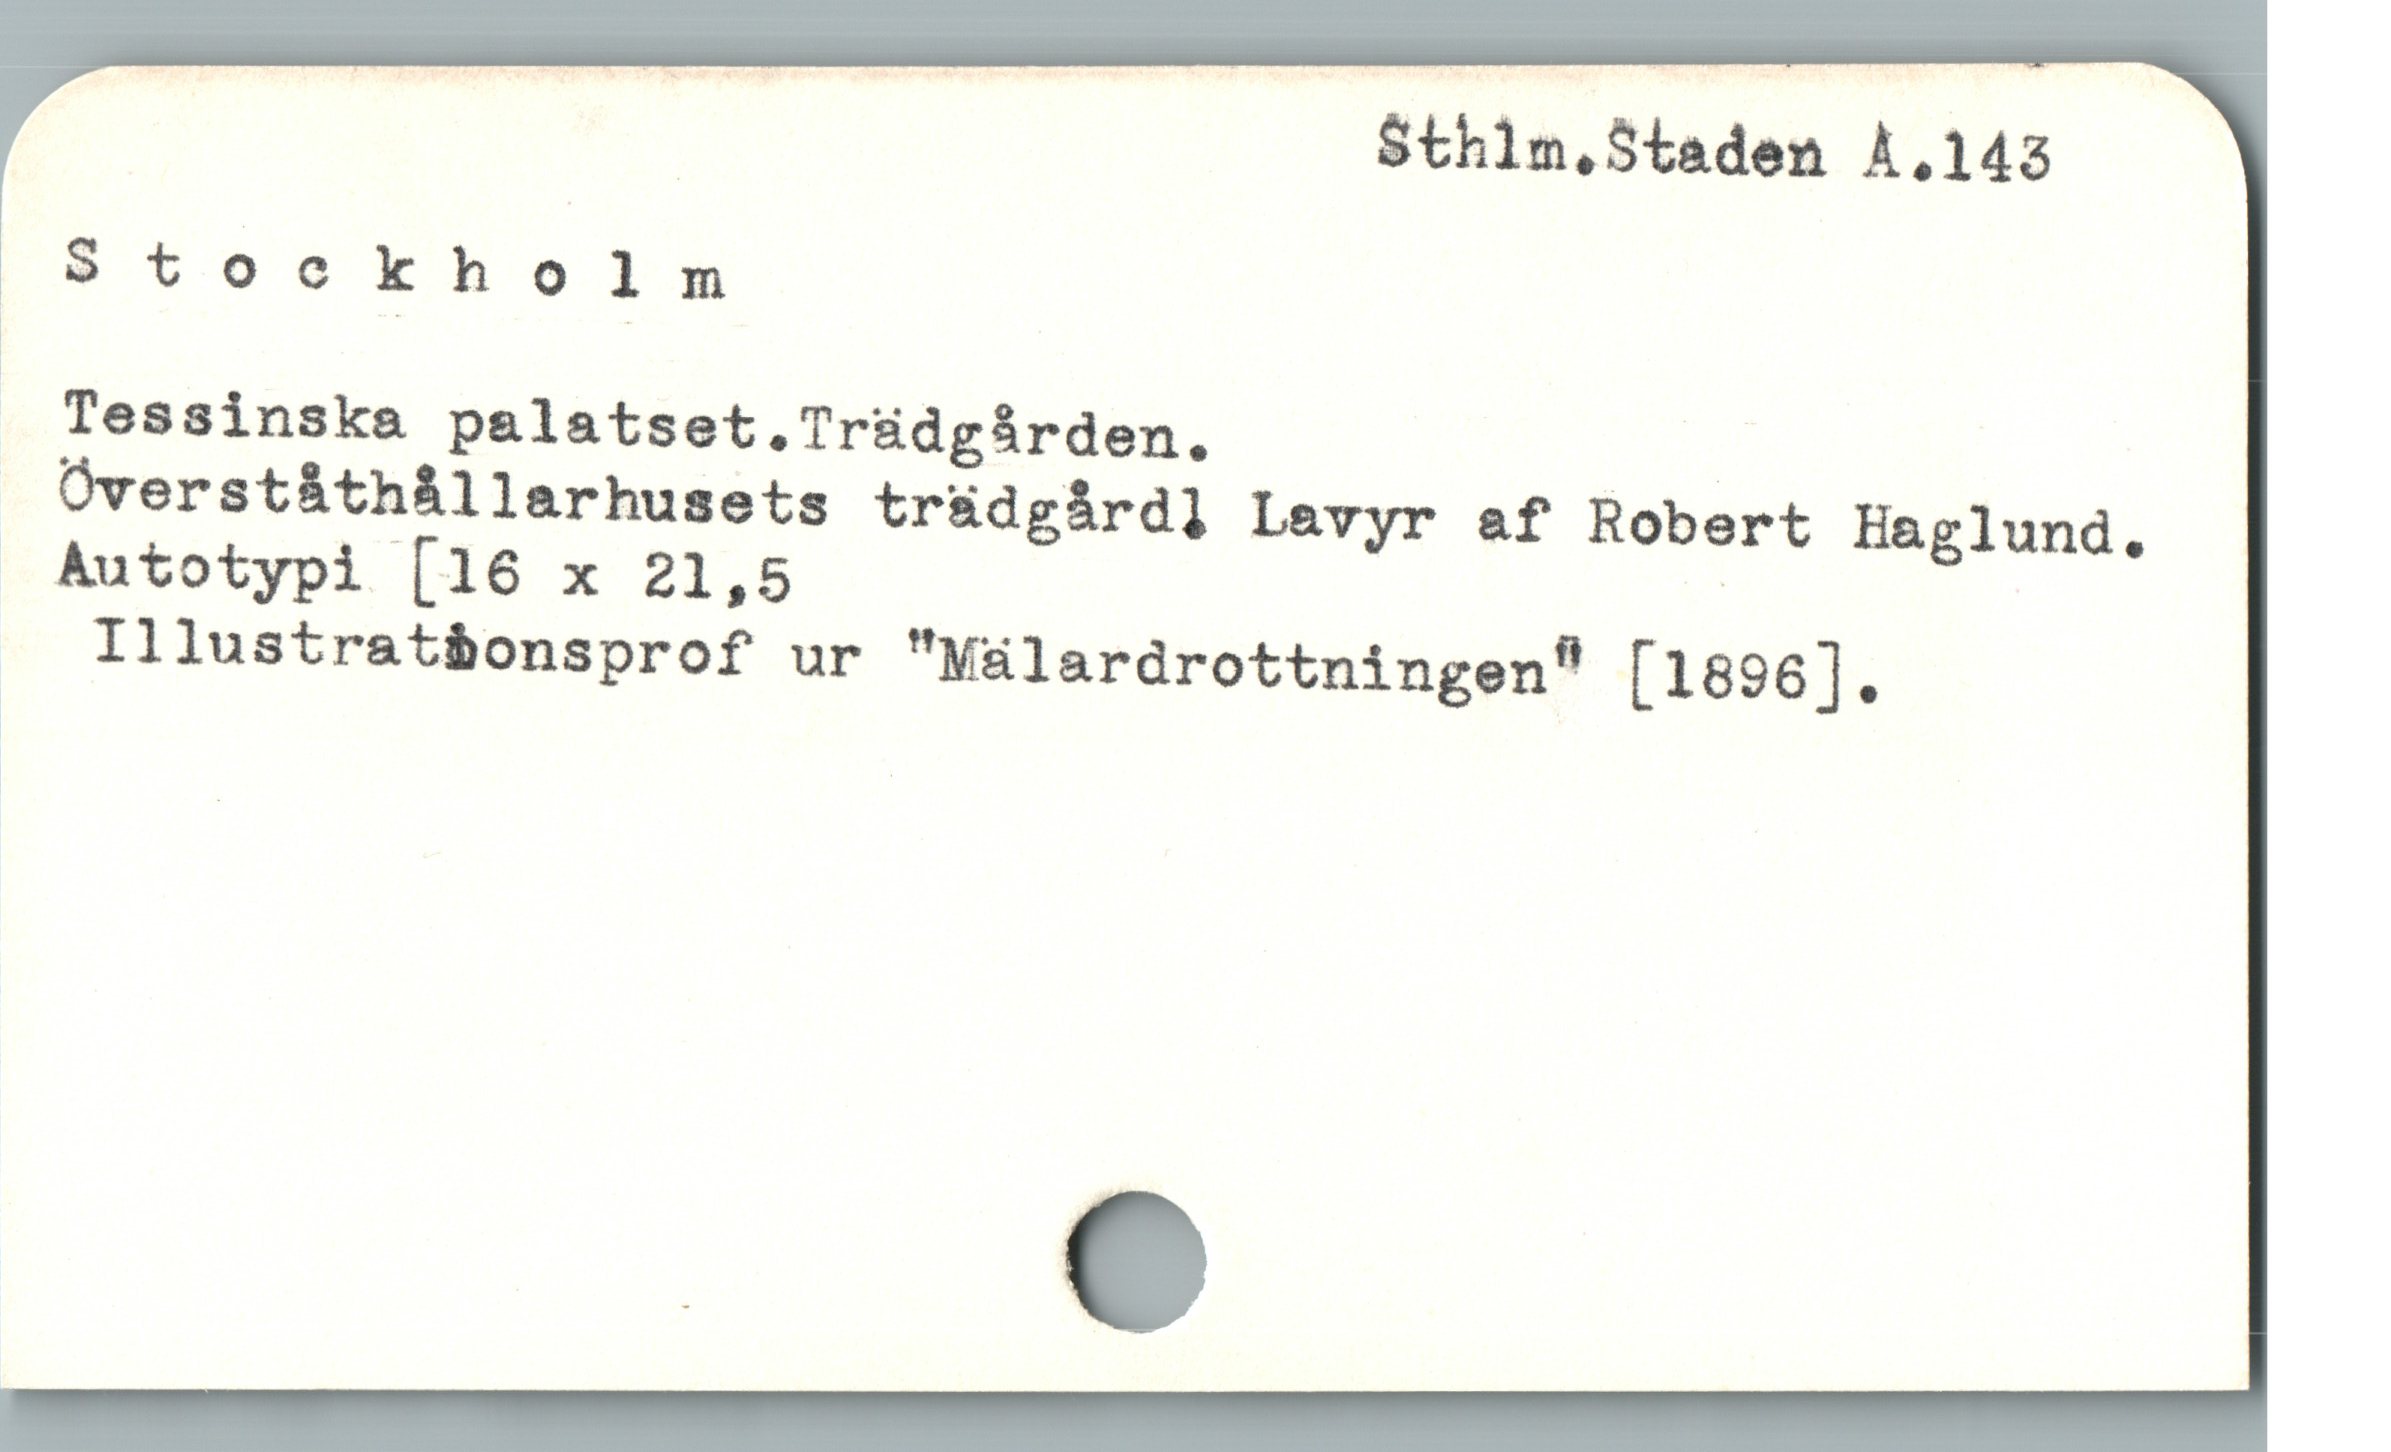 Sthlm.Staden A.143
S t o c k h o l m
Tessinska palatset.Trädgården.
Överståthållarhusets trädgård. Lavyr af Robert Haglund.
Autotypi [16 x 21,5
Illustrationsprof ur "Mälardrottningen" [1896].